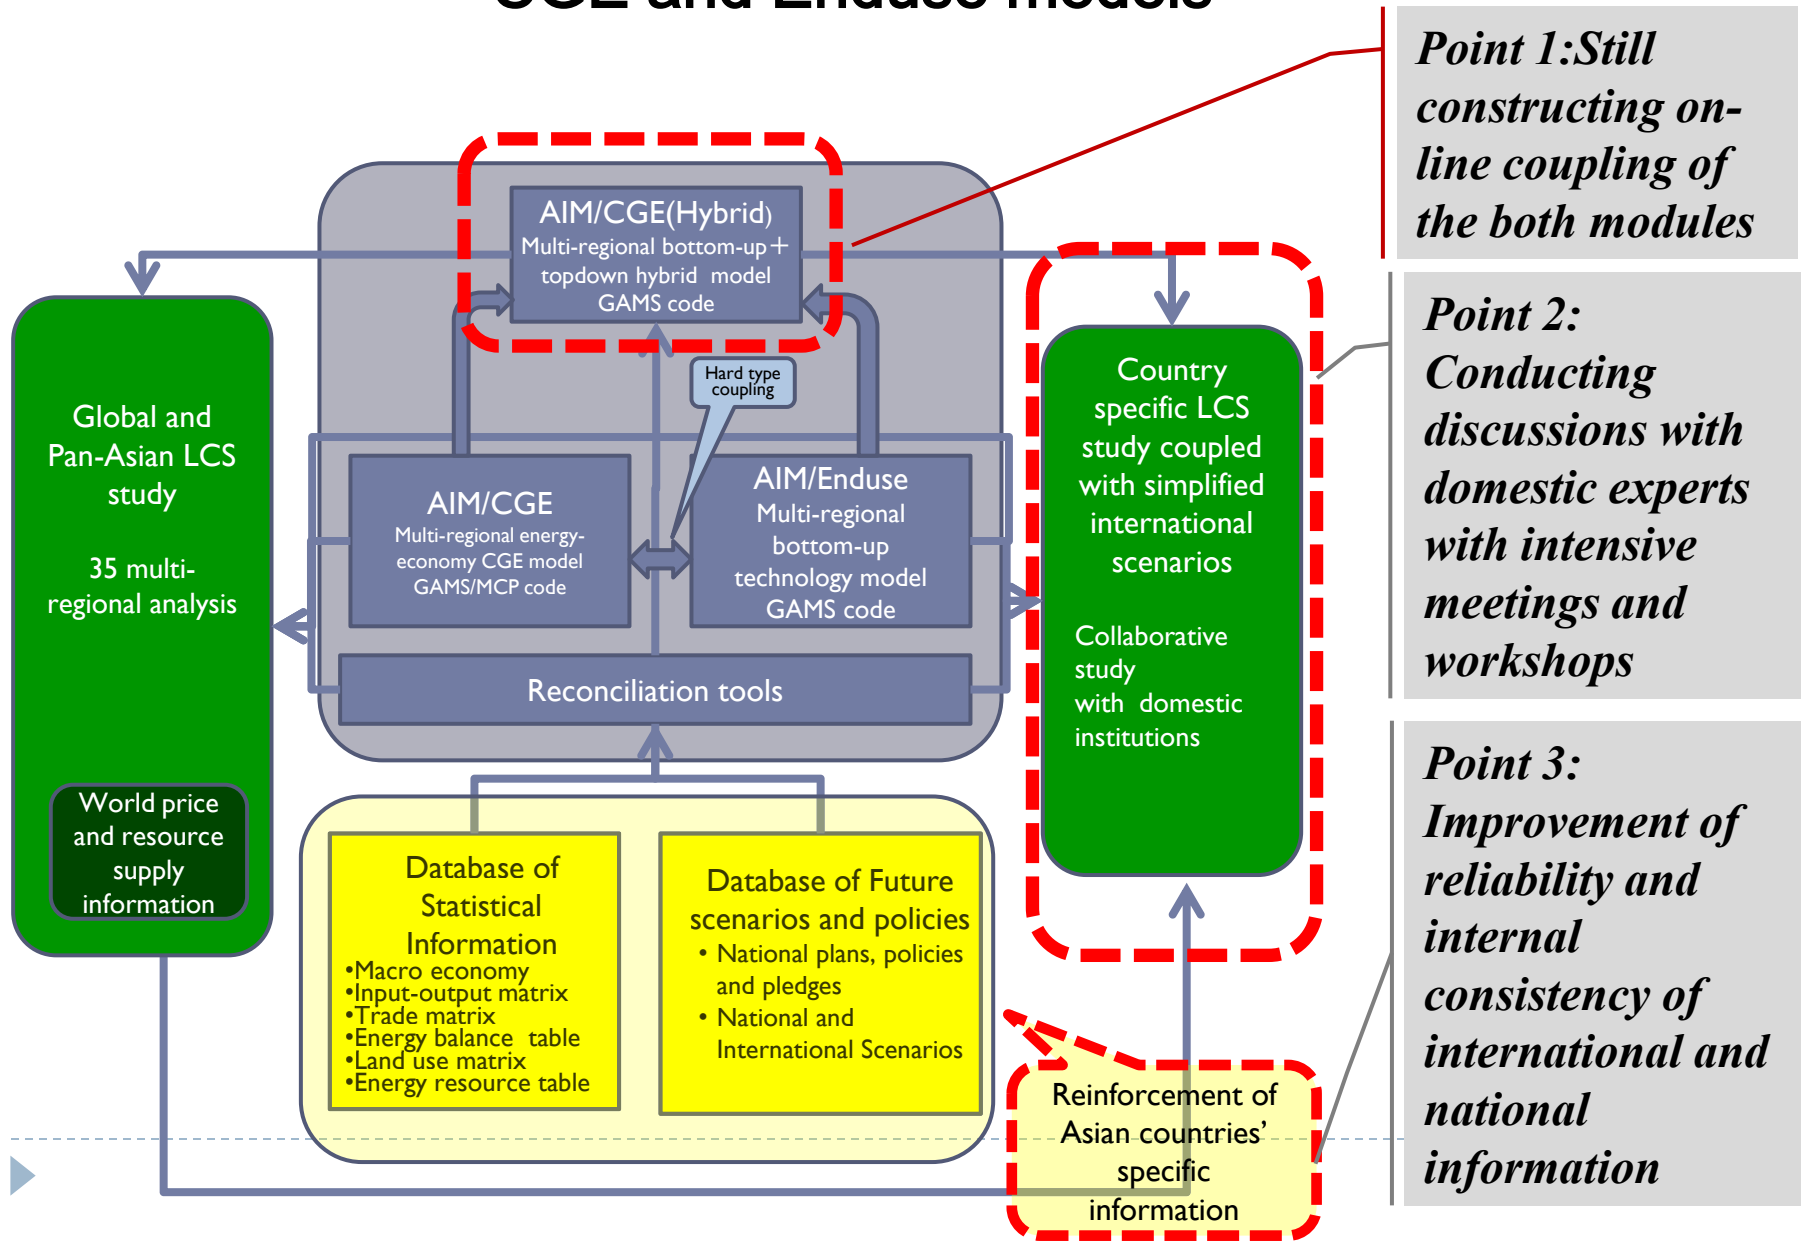 CGE and Enduse models
Point 1:Still
constructing on-
line coupling of
the both modules
AIM/CGE(Hybrid)
Multi-regional bottom-up＋
topdown hybrid model
GAMS code
Hard type
coupling
Global and
Pan-Asian LCS
study
35 multi-
regional analysis
World price
and resource
supply
information
AIM/CGE
Multi-regional energy-
economy CGE model
GAMS/MCP code
AIM/Enduse
Multi-regional
bottom-up
technology model
GAMS code
Reconciliation tools
Country
specific LCS
study coupled
with simplified
international
scenarios
Collaborative
study
with domestic
institutions
Point 2:
Conducting
discussions with
domestic experts
with intensive
meetings and
workshops
Database of
Statistical
Information
•Macro economy
•Input-output matrix
•Trade matrix
•Energy balance table
•Land use matrix
•Energy resource table
Database of Future
scenarios and policies
• National plans, policies
and pledges
• National and
International Scenarios
Reinforcement of
Asian countries’
specific
information
Point 3:
Improvement of
reliability and
internal
consistency of
international and
national
information